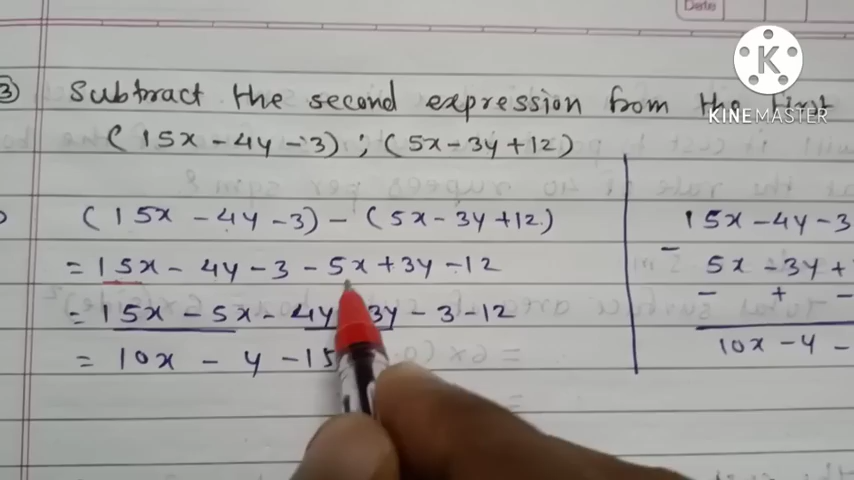 Date
③ Subtract the second expression from the first
(15x - 4y - 3) ; (5x - 3y + 12)
(15x - 4y - 3) - (5x - 3y + 12)
= 15x - 4y - 3 - 5x + 3y - 12
= 15x - 5x - 4y 3y - 3 - 12
= 10x - y - 15
15x - 4y - 3
- 5x - 3y +
- + -
10x - 4 -
K
KINEMASTER